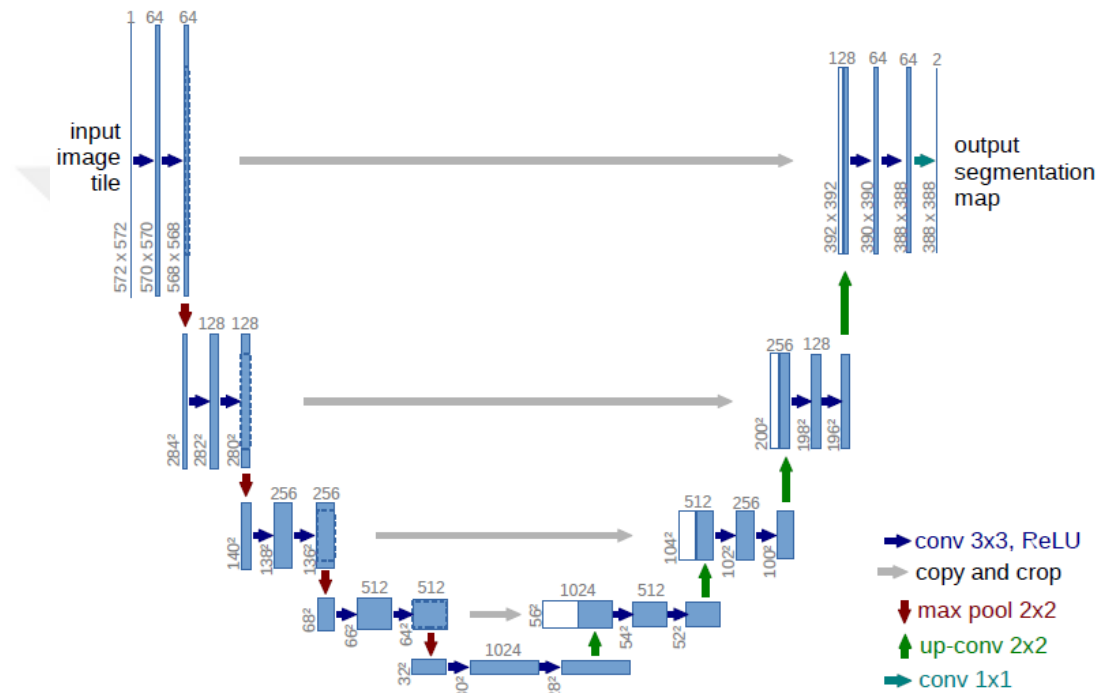 1 64 64
128 64 64 2
input
image
tile
output
segmentation
map
572 x 572
570 x 570
568 x 568
392 x 392
390 x 390
388 x 388
388 x 388
128 128
256 128
284²
282²
280²
200²
198²
196²
256 256
512 256
140²
138²
136²
104²
102²
100²
512 512
1024 512
68²
66²
64²
56²
54²
52²
1024
32²
conv 3x3, ReLU
copy and crop
max pool 2x2
up-conv 2x2
conv 1x1